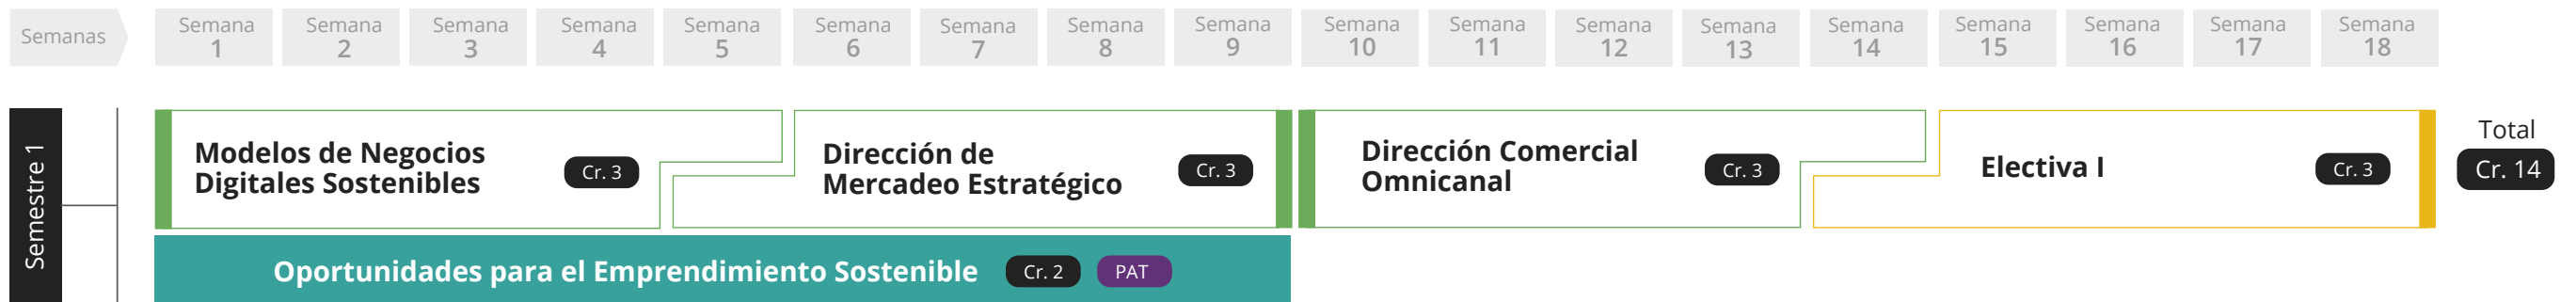 Semanas
Semana 1
Semana 2
Semana 3
Semana 4
Semana 5
Semana 6
Semana 7
Semana 8
Semana 9
Semana 10
Semana 11
Semana 12
Semana 13
Semana 14
Semana 15
Semana 16
Semana 17
Semana 18
Semestre 1
Modelos de Negocios
Digitales Sostenibles
Cr. 3
Dirección de
Mercadeo Estratégico
Cr. 3
Dirección Comercial
Omnicanal
Cr. 3
Electiva I
Cr. 3
Total
Cr. 14
Oportunidades para el Emprendimiento Sostenible
Cr. 2
PAT